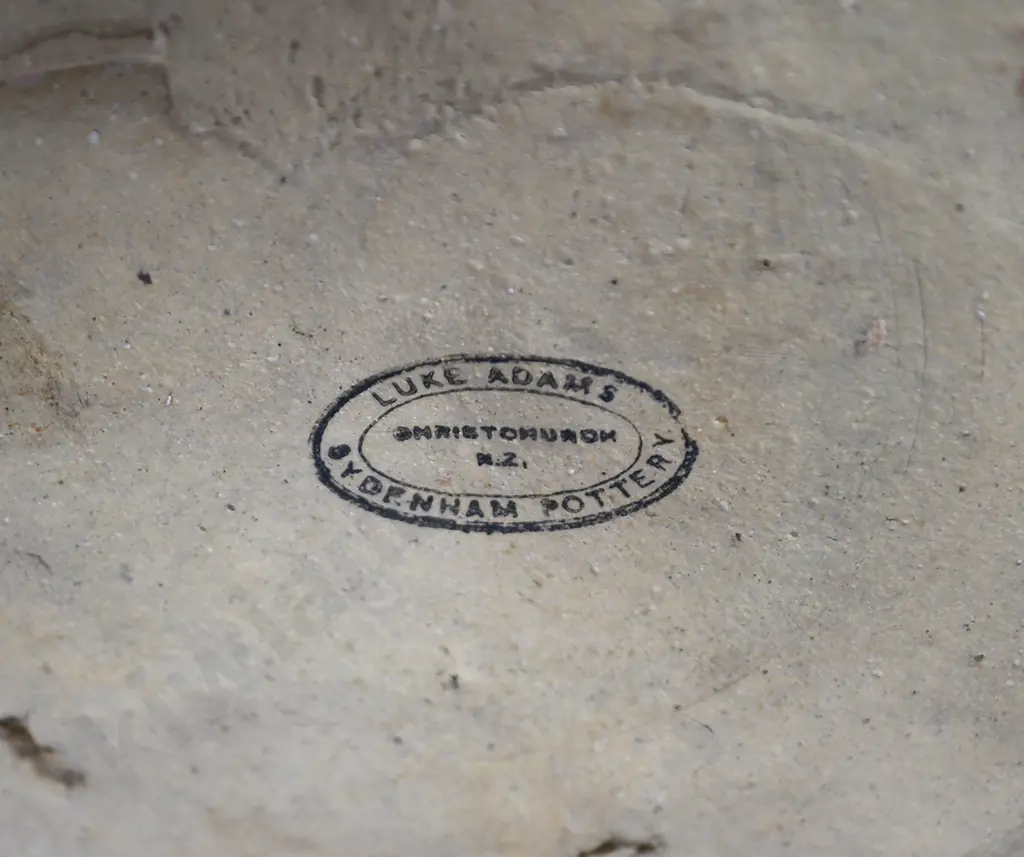 LUKE ADAMS
CHRISTCHURCH
N.Z.
SYDENHAM POTTERY